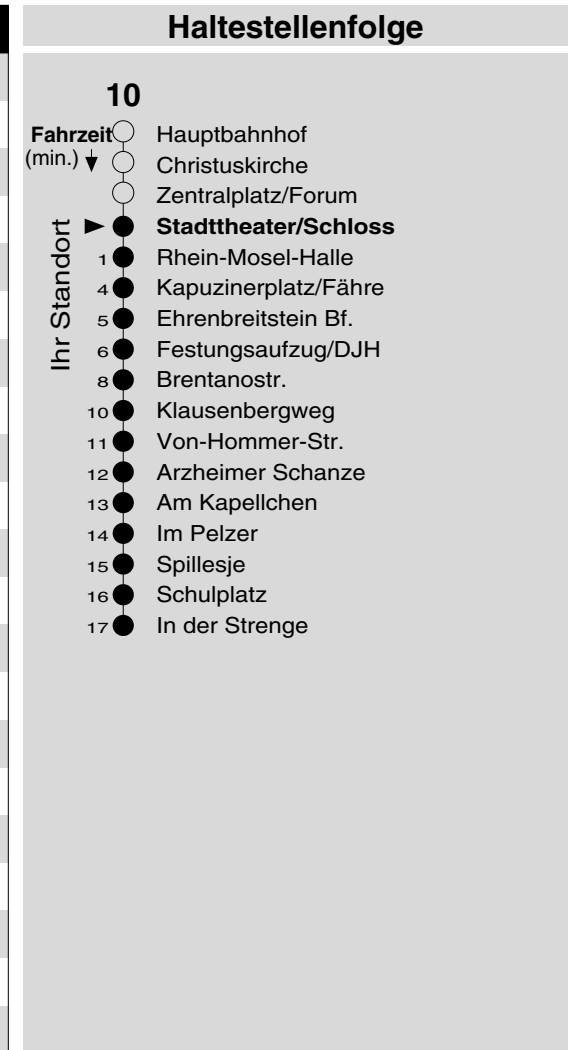 Haltestellenfolge
10
Fahrzeit
(min.)
Hauptbahnhof
Christuskirche
Zentralplatz/Forum
Ihr Standort
Stadttheater/Schloss
1 Rhein-Mosel-Halle
4 Kapuzinerplatz/Fähre
5 Ehrenbreitstein Bf.
6 Festungsaufzug/DJH
8 Brentanostr.
10 Klausenbergweg
11 Von-Hommer-Str.
12 Arzheimer Schanze
13 Am Kapellchen
14 Im Pelzer
15 Spillesje
16 Schulplatz
17 In der Strenge